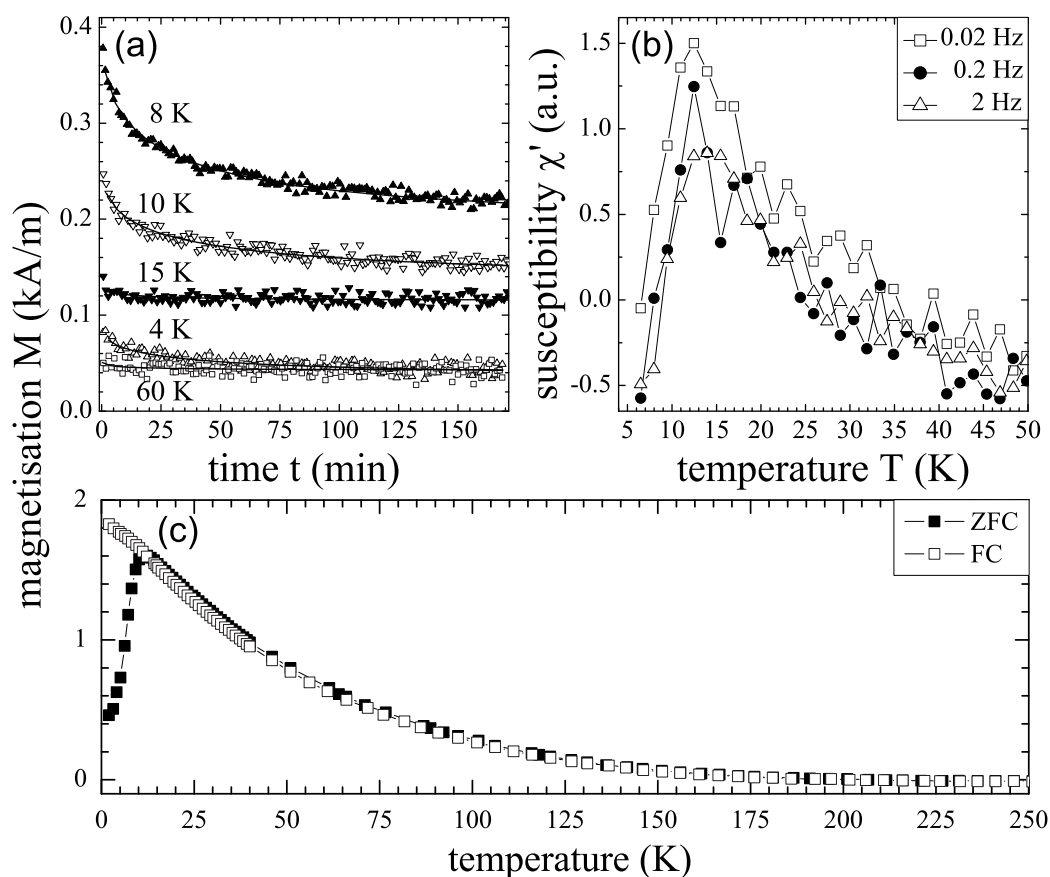 magnetisation M (kA/m)
(a)
0.4
0.3
0.2
0.1
0.0
8 K
10 K
15 K
4 K
60 K
0 25 50 75 100 125 150
time t (min)
(b)
0.02 Hz
0.2 Hz
2 Hz
susceptibility χ' (a.u.)
1.5
1.0
0.5
0.0
-0.5
5 10 15 20 25 30 35 40 45 50
temperature T (K)
(c)
ZFC
FC
2
1
0
0 25 50 75 100 125 150 175 200 225 250
temperature (K)